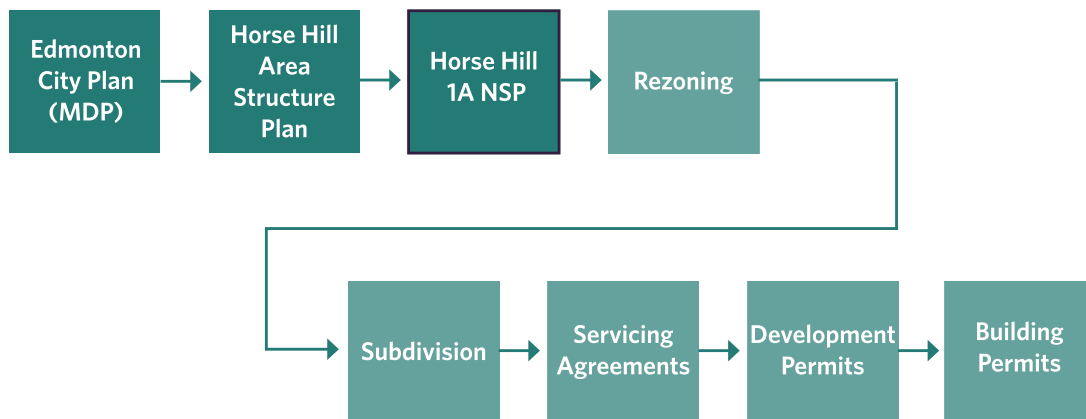 Edmonton
City Plan
(MDP)
Horse Hill
Area
Structure
Plan
Horse Hill
1A NSP
Rezoning
Subdivision
Servicing
Agreements
Development
Permits
Building
Permits